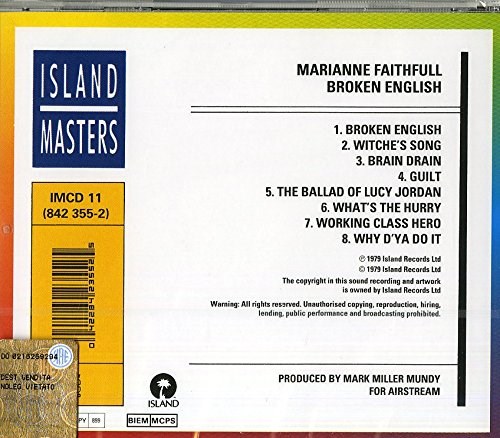 ISLAND
MASTERS
IMCD 11
(842 355-2)
MARIANNE FAITHFULL
BROKEN ENGLISH
1. BROKEN ENGLISH
2. WITCHE'S SONG
3. BRAIN DRAIN
4. GUILT
5. THE BALLAD OF LUCY JORDAN
6. WHAT'S THE HURRY
7. WORKING CLASS HERO
8. WHY D'YA DO IT
℗ 1979 Island Records Ltd
© 1979 Island Records Ltd
The copyright in this sound recording and artwork
is owned by Island Records Ltd
Warning: All rights reserved. Unauthorised copying, reproduction, hiring,
lending, public performance and broadcasting prohibited.
PRODUCED BY MARK MILLER MUNDY
FOR AIRSTREAM
ISLAND
BIEM MCPS
DEST. VENDITA
NOLEG. VIETATO